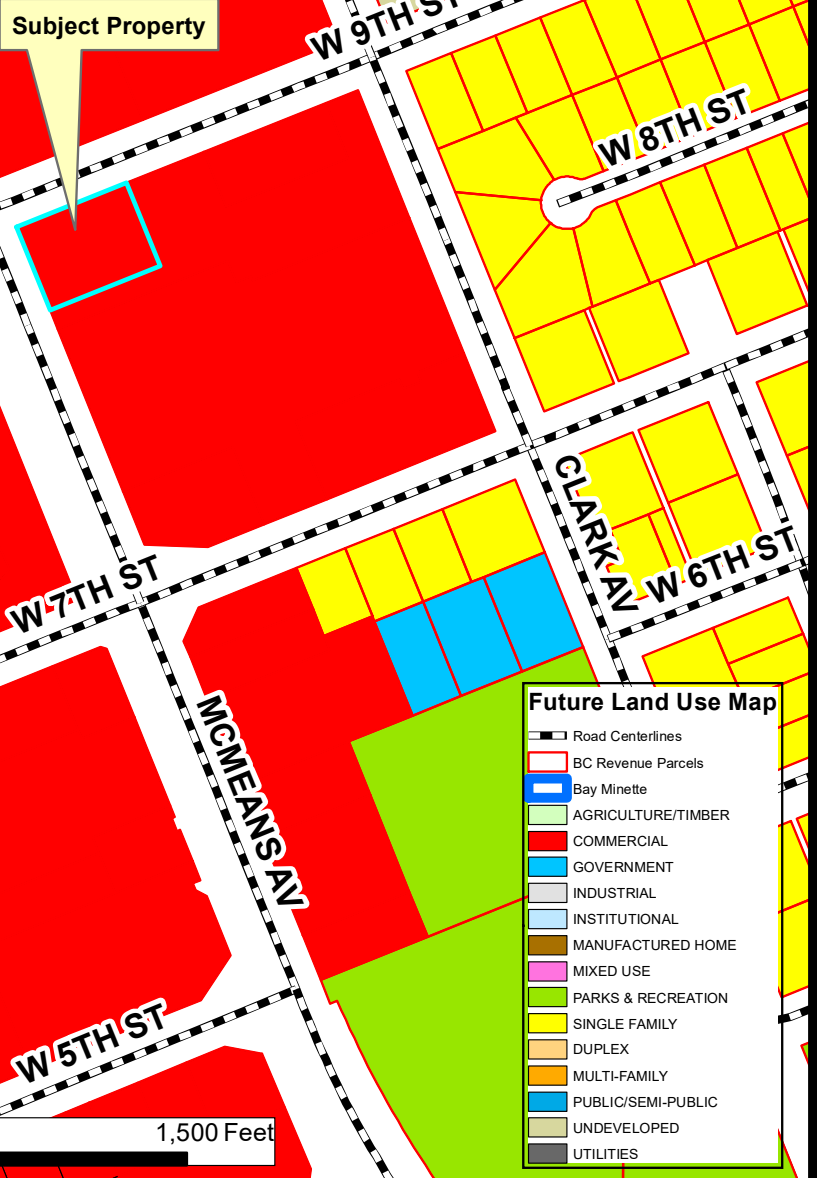 Subject Property
W 9TH ST
W 8TH ST
CLARK AV
W 6TH ST
W 7TH ST
MCMEANS AV
W 5TH ST
1,500 Feet
Future Land Use Map
Road Centerlines
BC Revenue Parcels
Bay Minette
AGRICULTURE/TIMBER
COMMERCIAL
GOVERNMENT
INDUSTRIAL
INSTITUTIONAL
MANUFACTURED HOME
MIXED USE
PARKS & RECREATION
SINGLE FAMILY
DUPLEX
MULTI-FAMILY
PUBLIC/SEMI-PUBLIC
UNDEVELOPED
UTILITIES